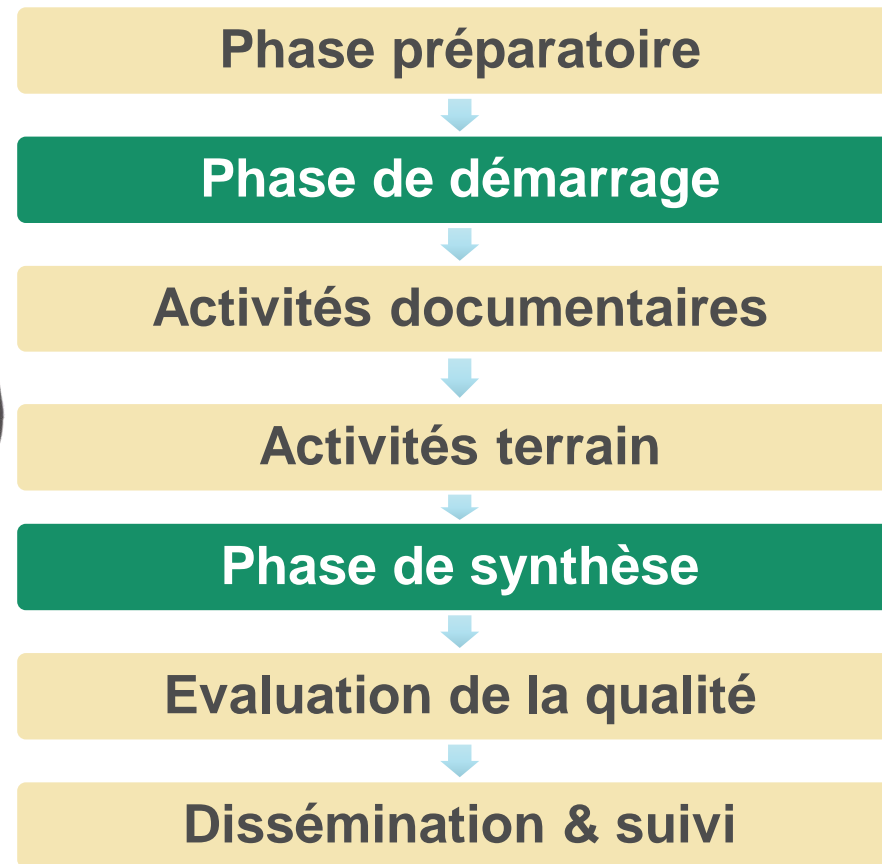 Phase préparatoire
Phase de démarrage
Activités documentaires
Activités terrain
Phase de synthèse
Evaluation de la qualité
Dissémination & suivi